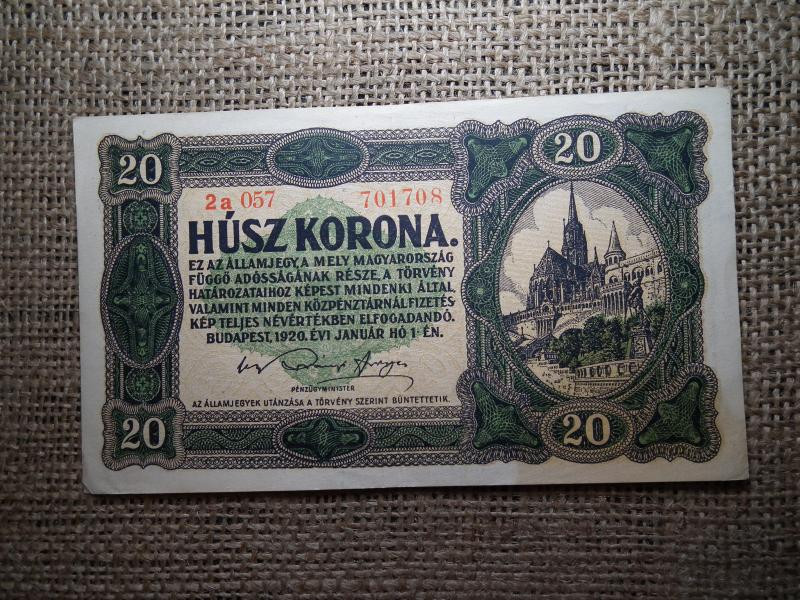 20
20
2a 057 701708
HÚSZ KORONA.
EZ AZ ÁLLAMJEGY, A MELY MAGYARORSZÁG
FÜGGŐ ADÓSSÁGÁNAK RÉSZE, A TÖRVÉNY
HATÁROZATAIHOZ KÉPEST MINDENKI ÁLTAL,
VALAMINT MINDEN KÖZPÉNZTÁRNÁL FIZETÉS-
KÉP TELJES NÉVÉRTÉKBEN ELFOGADANDÓ.
BUDAPEST, 1920. ÉVI JANUÁR HÓ 1-ÉN.
PÉNZÜGYMINISTER
AZ ÁLLAMJEGYEK UTÁNZÁSA A TÖRVÉNY SZERINT BÜNTETTETIK.
20
20